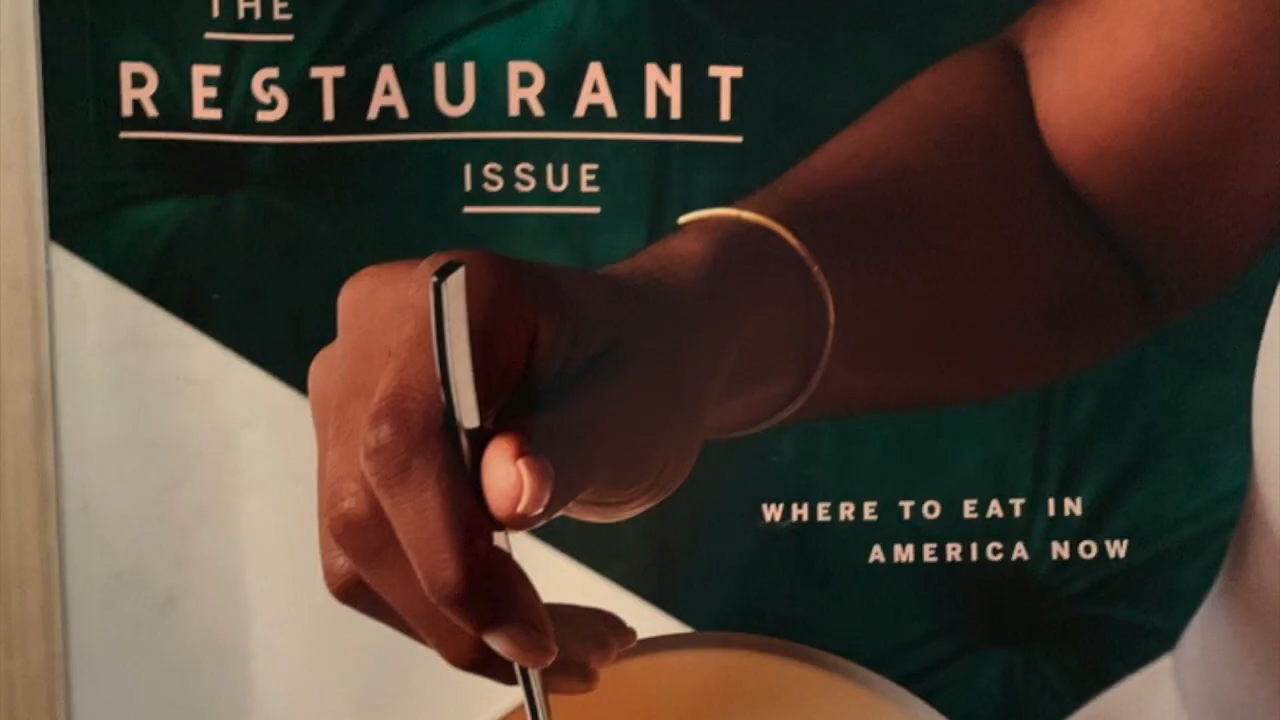 THE
RESTAURANT
ISSUE
WHERE TO EAT IN
AMERICA NOW